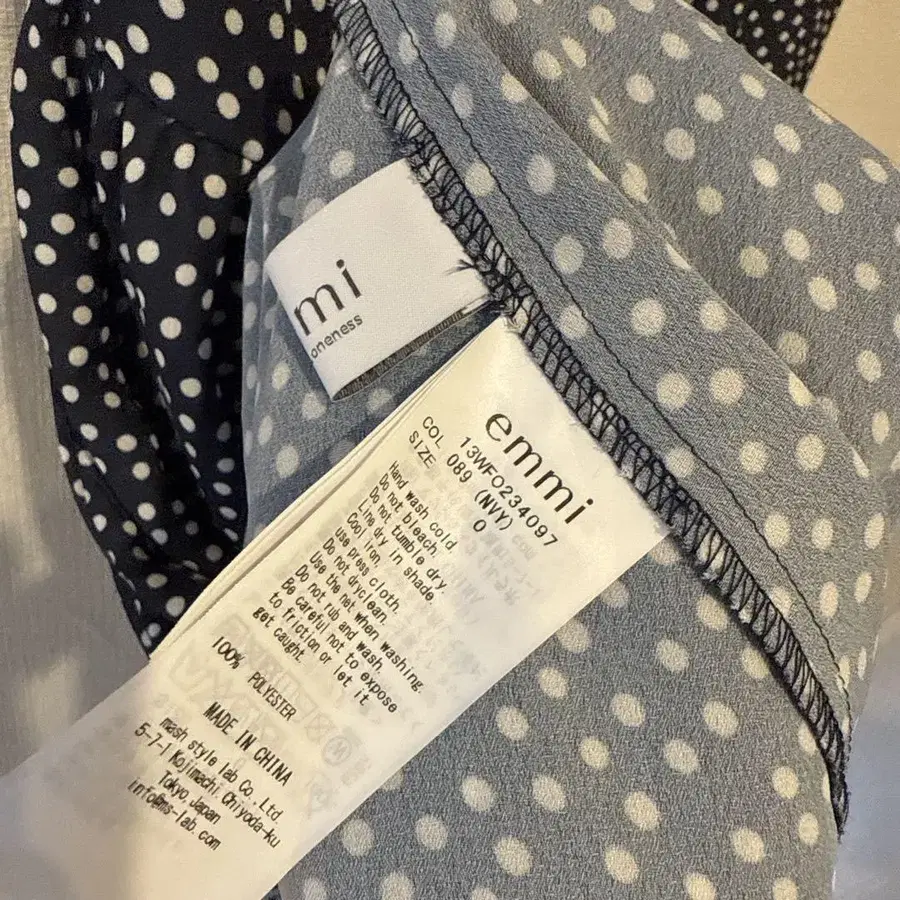 mi
oneness
emmi
13WFO234097
COL 089 (NVY)
SIZE 0
Hand wash cold
Do not bleach.
Do not tumble dry.
Line dry in shade.
Cool iron,
use press cloth.
Do not dryclean.
Use the net when washing.
Do not rub and wash.
Be careful not to expose
to friction or let it
get caught
100% POLYESTER
MADE IN CHINA
mash style lab Co.,Ltd.
5-7-1 Kojimachi Chiyoda-ku
Tokyo, Japan
info@ms-lab.com